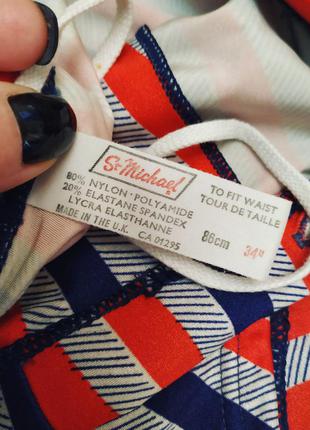 St Michael
80% NYLON-POLYAMIDE
20% ELASTANE SPANDEX
LYCRA ELASTHANNE
MADE IN THE U.K. CA 01295
TO FIT WAIST
TOUR DE TAILLE
86cm 34"